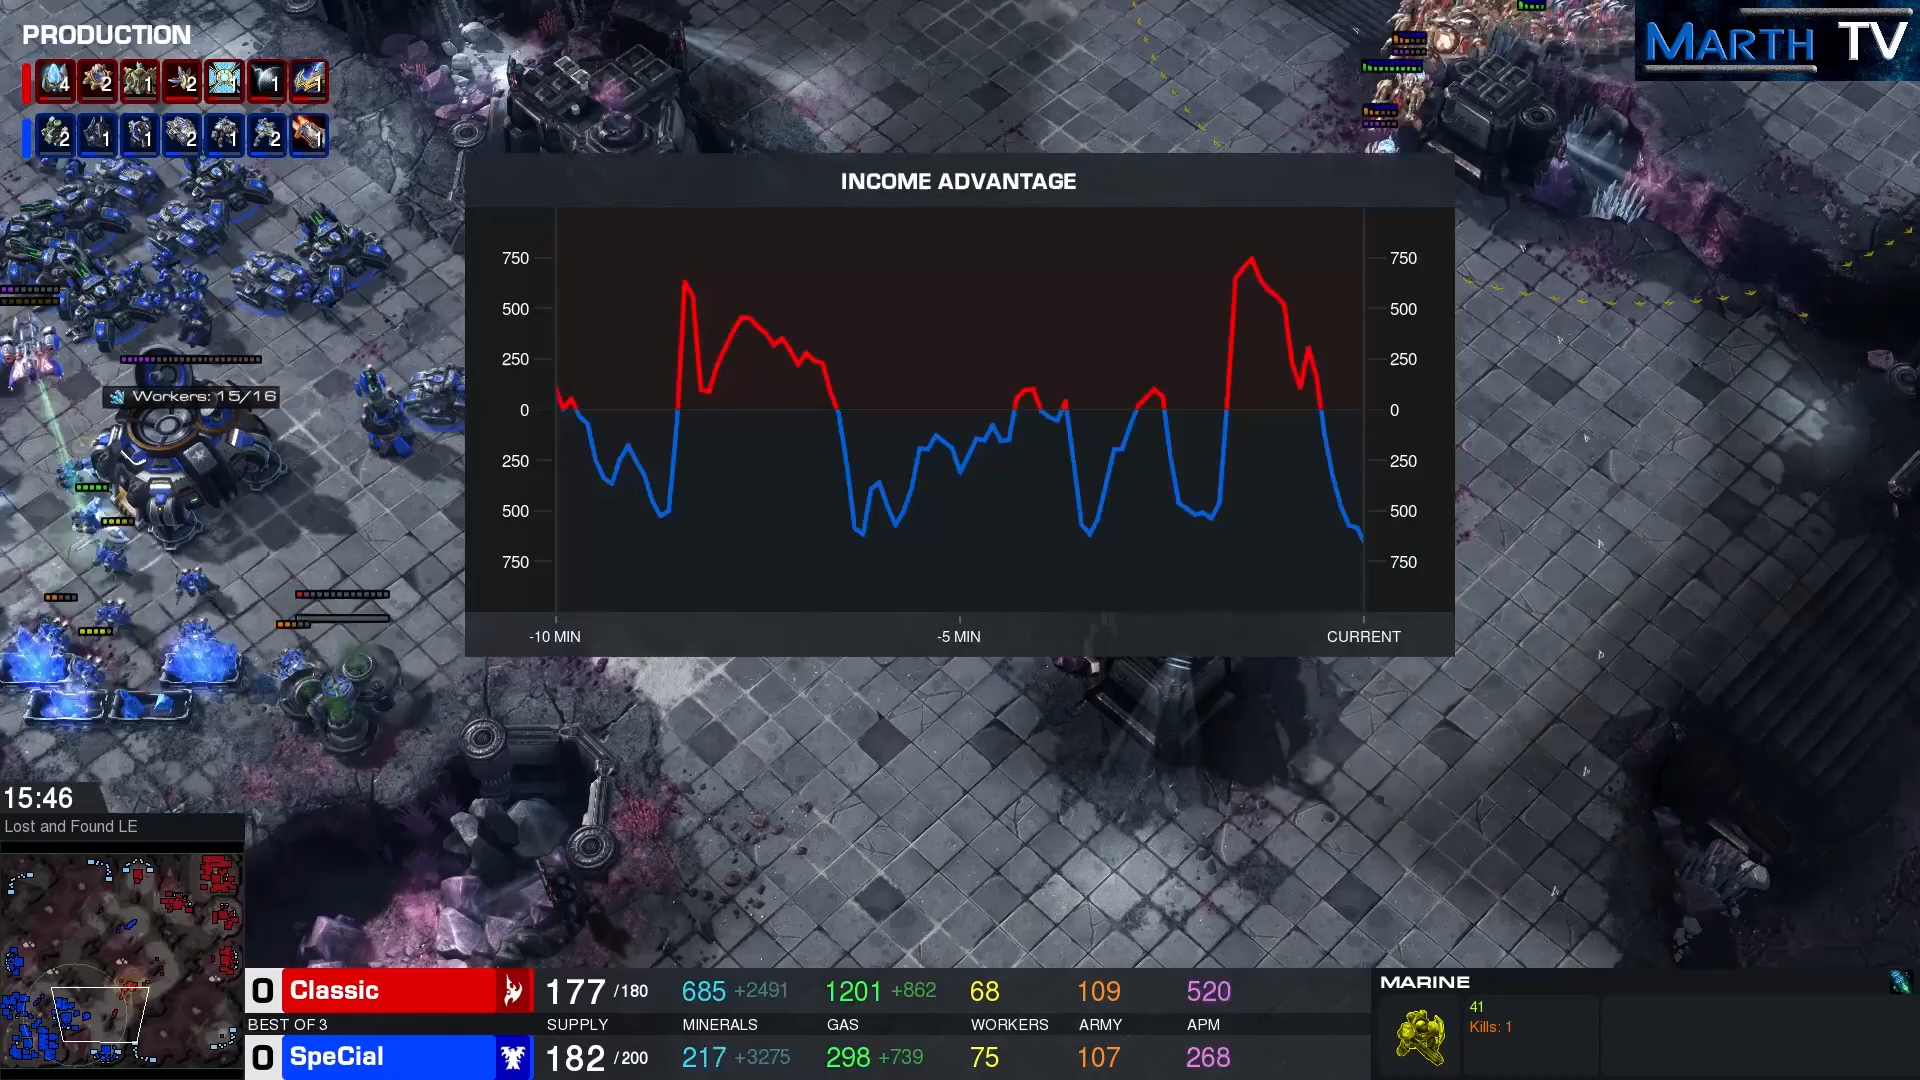 PRODUCTION
4 2 1 2 1 1 1
2 1 1 2 1 2 1
MARTH TV
INCOME ADVANTAGE
750 750
500 500
250 250
0 0
250 250
500 500
750 750
-10 MIN -5 MIN CURRENT
Workers: 15/16
15:46
Lost and Found LE
0 Classic 177 /180 685 +2491 1201 +862 68 109 520
BEST OF 3 SUPPLY MINERALS GAS WORKERS ARMY APM
0 SpeCial 182 /200 217 +3275 298 +739 75 107 268
MARINE
41
Kills: 1